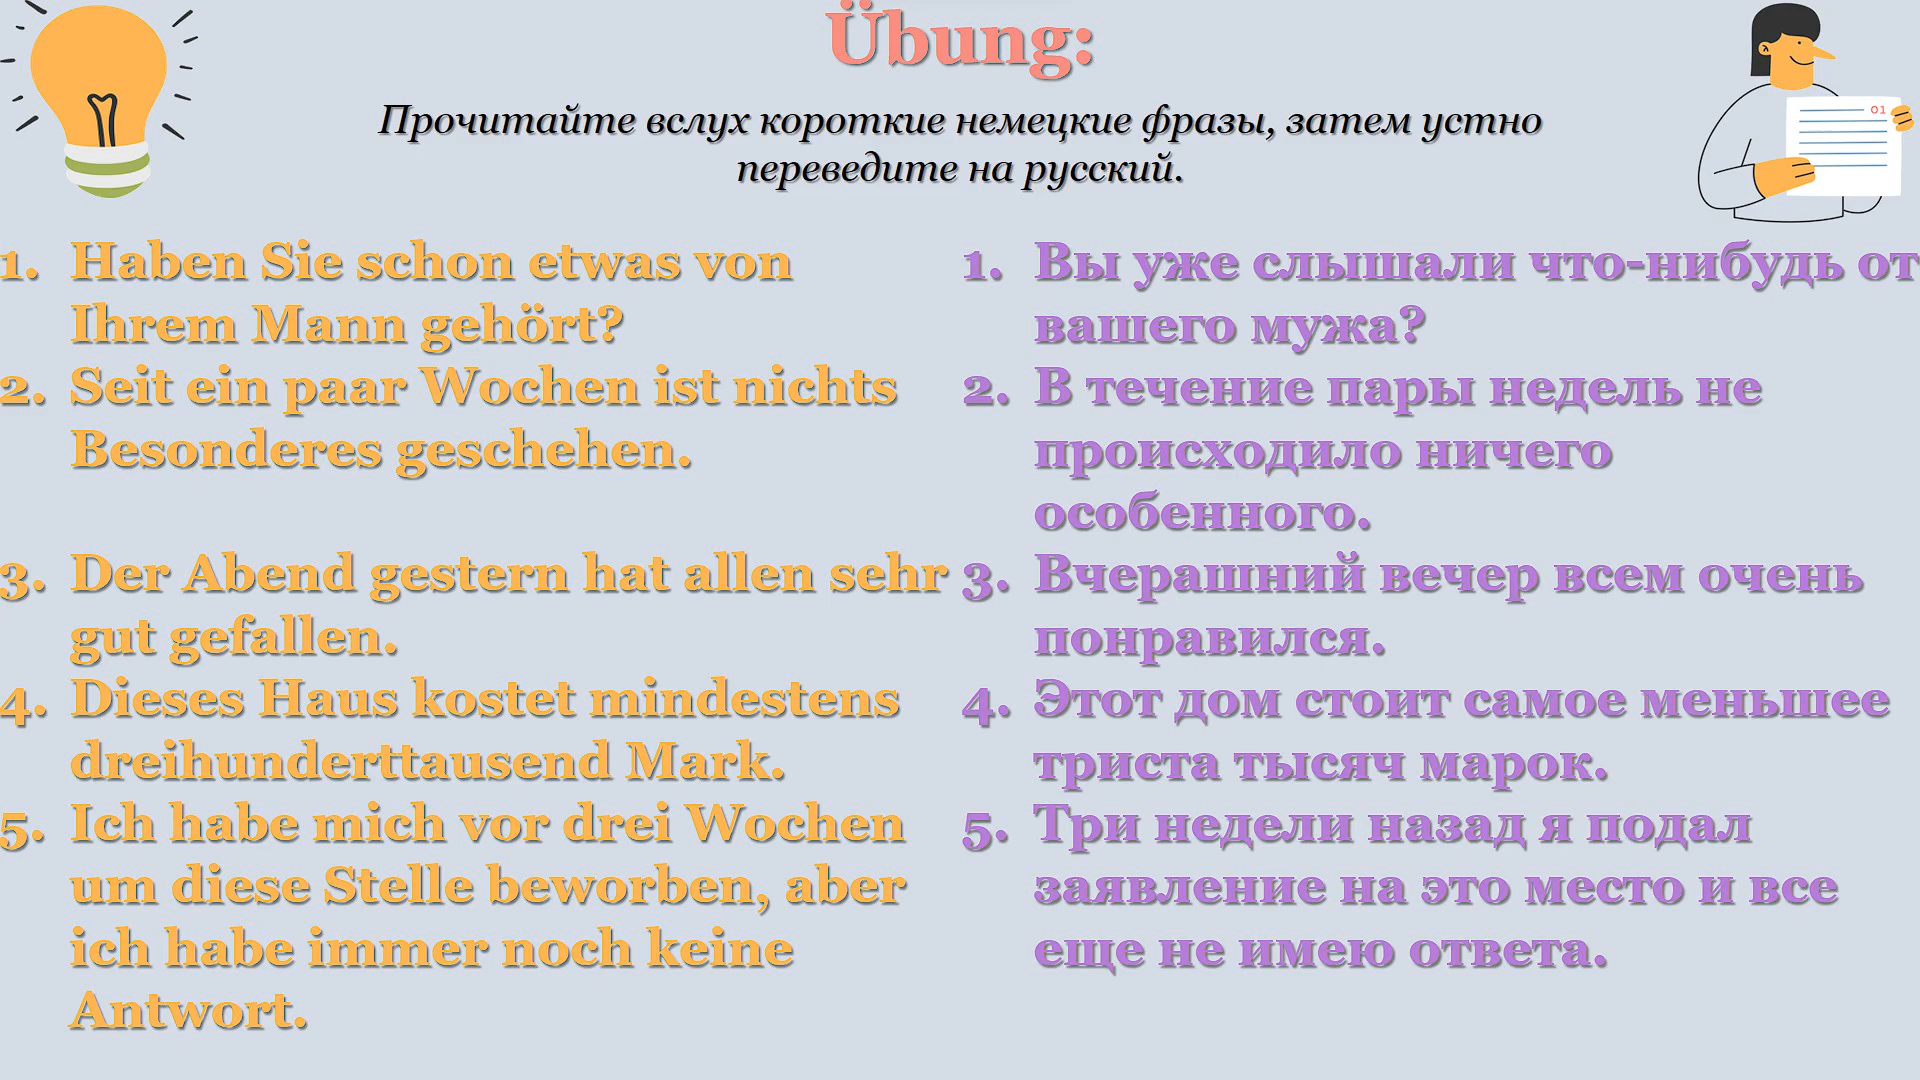 Übung:
Прочитайте вслух короткие немецкие фразы, затем устно
переведите на русский.
01
1. Haben Sie schon etwas von
Ihrem Mann gehört?
2. Seit ein paar Wochen ist nichts
Besonderes geschehen.
3. Der Abend gestern hat allen sehr
gut gefallen.
4. Dieses Haus kostet mindestens
dreihunderttausend Mark.
5. Ich habe mich vor drei Wochen
um diese Stelle beworben, aber
ich habe immer noch keine
Antwort.
1. Вы уже слышали что-нибудь от
вашего мужа?
2. В течение пары недель не
происходило ничего
особенного.
3. Вчерашний вечер всем очень
понравился.
4. Этот дом стоит самое меньшее
триста тысяч марок.
5. Три недели назад я подал
заявление на это место и все
еще не имею ответа.